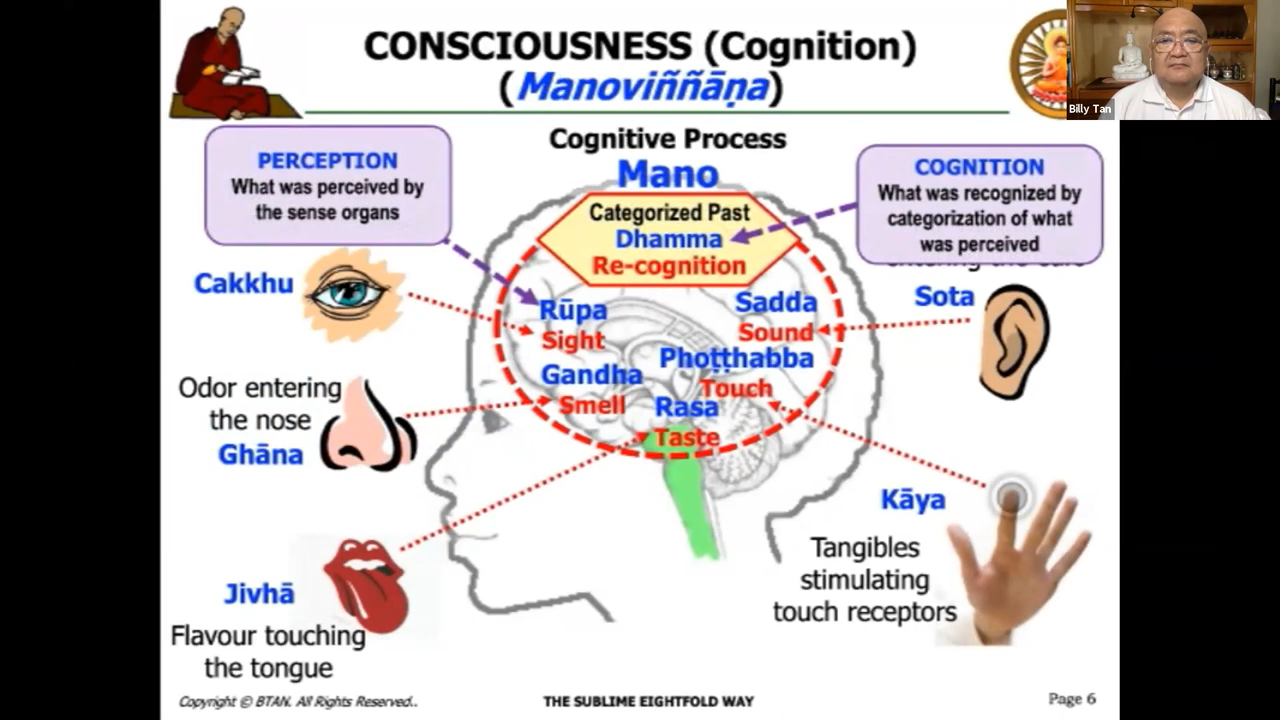 CONSCIOUSNESS (Cognition)
(Manoviññāṇa)
Billy Tan
Cognitive Process
Mano
PERCEPTION
What was perceived by
the sense organs
COGNITION
What was recognized by
categorization of what
was perceived
Categorized Past
Dhamma
Re-cognition
Cakkhu
Rūpa
Sight
Sadda
Sound
Sota
Phoṭṭhabba
Touch
Gandha
Smell
Rasa
Taste
Odor entering
the nose
Ghāna
Kāya
Tangibles
stimulating
touch receptors
Jivhā
Flavour touching
the tongue
Copyright © BTAN. All Rights Reserved..
THE SUBLIME EIGHTFOLD WAY
Page 6